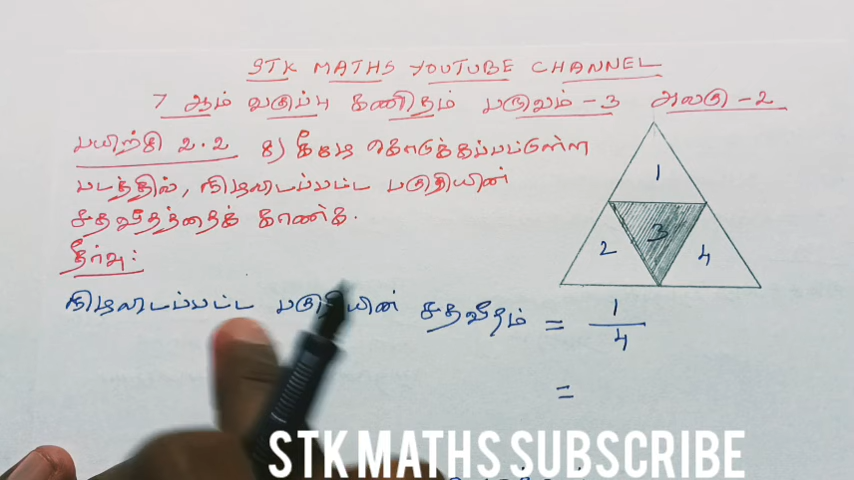 STK MATHS YOUTUBE CHANNEL
7 ஆம் வகுப்பு கணிதம் பருவம் - 3 அலகு - 2
பயிற்சி 2.2 8) கீழே கொடுக்கப்பட்டுள்ள
படத்தில், நிழலிடப்பட்ட பகுதியின்
சதவீதத்தைக் காண்க.
தீர்வு:
1
2 3 4
நிழலிடப்பட்ட பகுதியின் சதவீதம் = 1/4
=
STK MATHS SUBSCRIBE